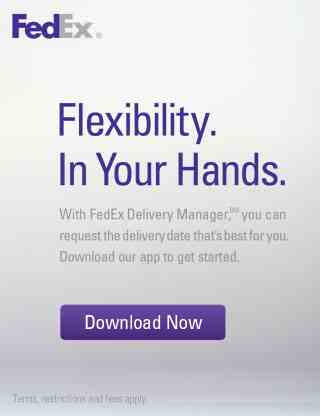 FedEx®
Flexibility.
In Your Hands.
With FedEx Delivery Manager,℠ you can
request the delivery date that's best for you.
Download our app to get started.
Download Now
Terms, restrictions and fees apply.